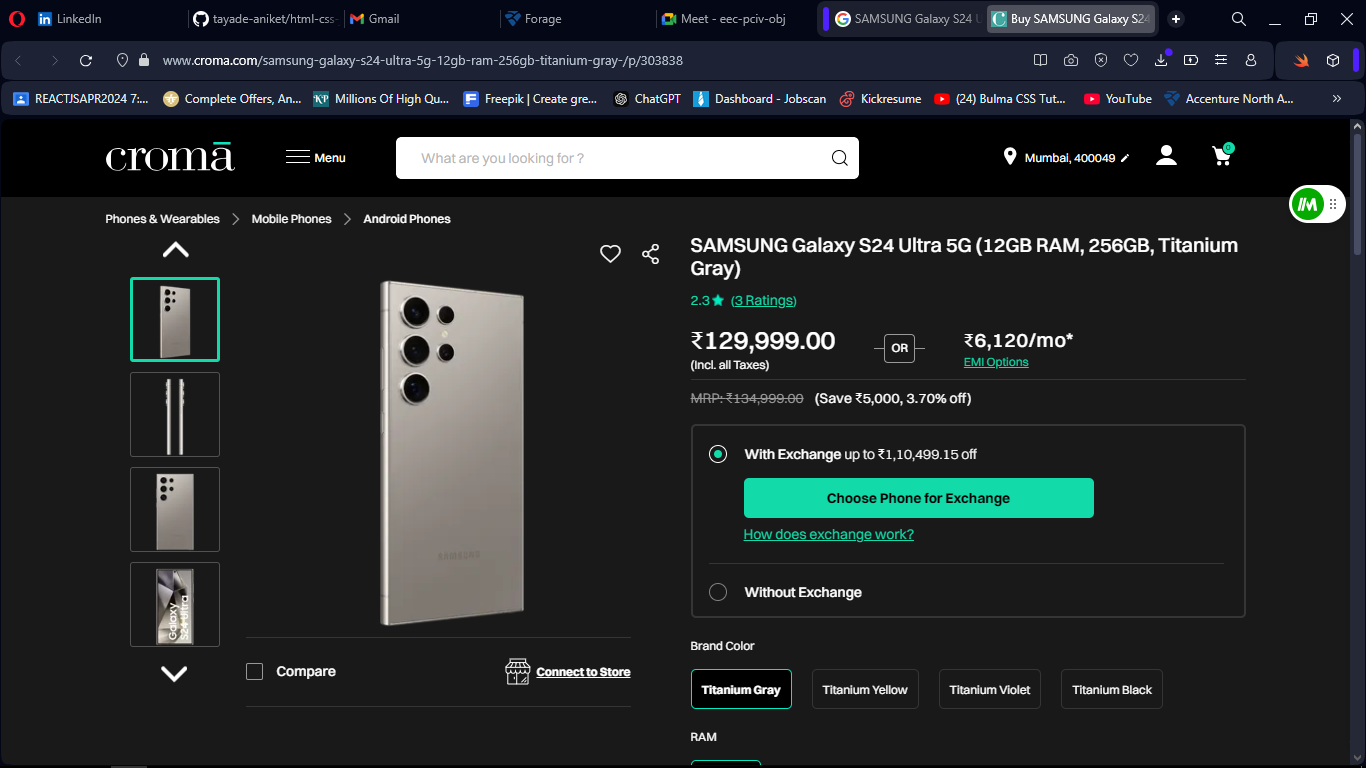 LinkedIn
tayade-aniket/html-css-
Gmail
Forage
Meet - eec-pciv-obj
SAMSUNG Galaxy S24 U
Buy SAMSUNG Galaxy S24
www.croma.com/samsung-galaxy-s24-ultra-5g-12gb-ram-256gb-titanium-gray-/p/303838
REACTJSAPR2024 7:...
Complete Offers, An...
Millions Of High Qu...
Freepik | Create gre...
ChatGPT
Dashboard - Jobscan
Kickresume
(24) Bulma CSS Tut...
YouTube
Accenture North A...
»
cromā
Menu
What are you looking for ?
Mumbai, 400049
0
Phones & Wearables
Mobile Phones
Android Phones
SAMSUNG Galaxy S24 Ultra 5G (12GB RAM, 256GB, Titanium
Gray)
2.3★ (3 Ratings)
₹129,999.00
(Incl. all Taxes)
OR
₹6,120/mo*
EMI Options
MRP: ₹134,999.00 (Save ₹5,000, 3.70% off)
With Exchange up to ₹1,10,499.15 off
Choose Phone for Exchange
How does exchange work?
Without Exchange
SAMSUNG
Galaxy
S24 Ultra
Compare
Connect to Store
Brand Color
Titanium Gray
Titanium Yellow
Titanium Violet
Titanium Black
RAM